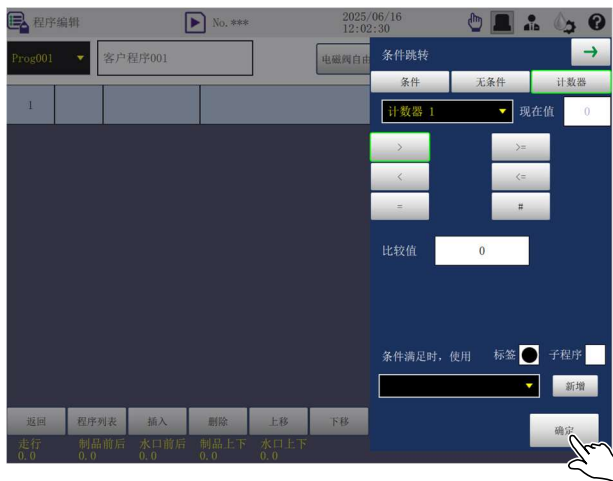 程序编辑
No. ***
2025/06/16
12:02:30
Prog001
客户程序001
电磁阀自由
1
条件跳转
→
条件
无条件
计数器
计数器 1
现在值
0
>
>=
<
<=
=
#
比较值
0
条件满足时，使用
标签
子程序
新增
确定
返回
程序列表
插入
删除
上移
下移
走行
制品前后
水口前后
制品上下
水口上下
0.0
0.0
0.0
0.0
0.0